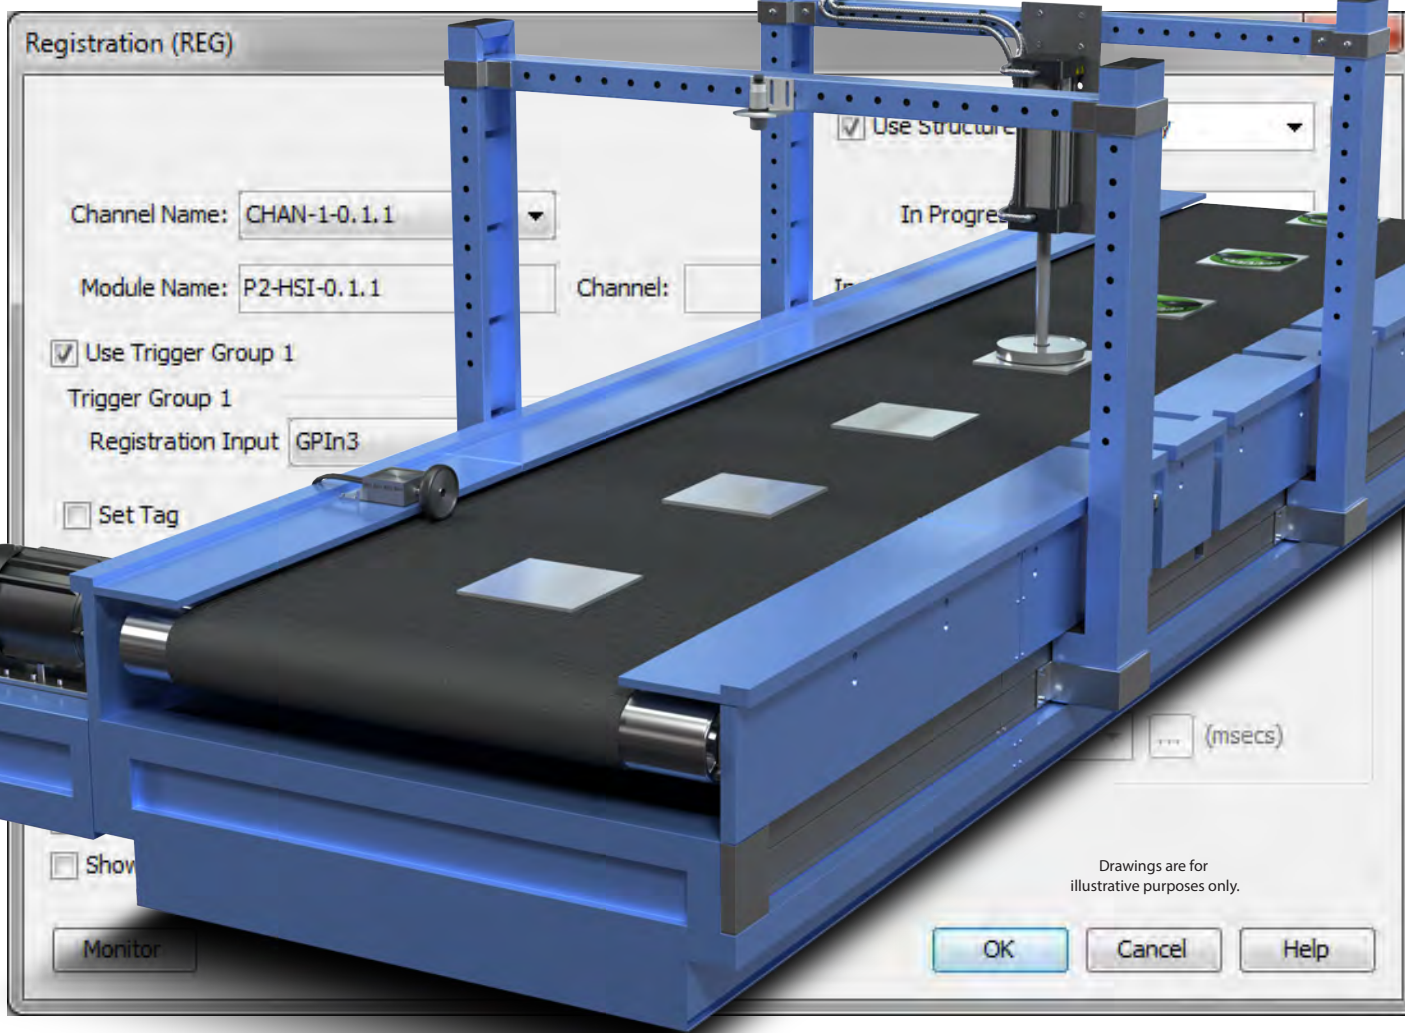 Registration (REG)
Use Structure
Channel Name: CHAN-1-0.1.1
In Progres
Module Name: P2-HSI-0.1.1 Channel:
Use Trigger Group 1
Trigger Group 1
Registration Input GPIn3
Set Tag
... (msecs)
Show
Drawings are for
illustrative purposes only.
Monitor OK Cancel Help